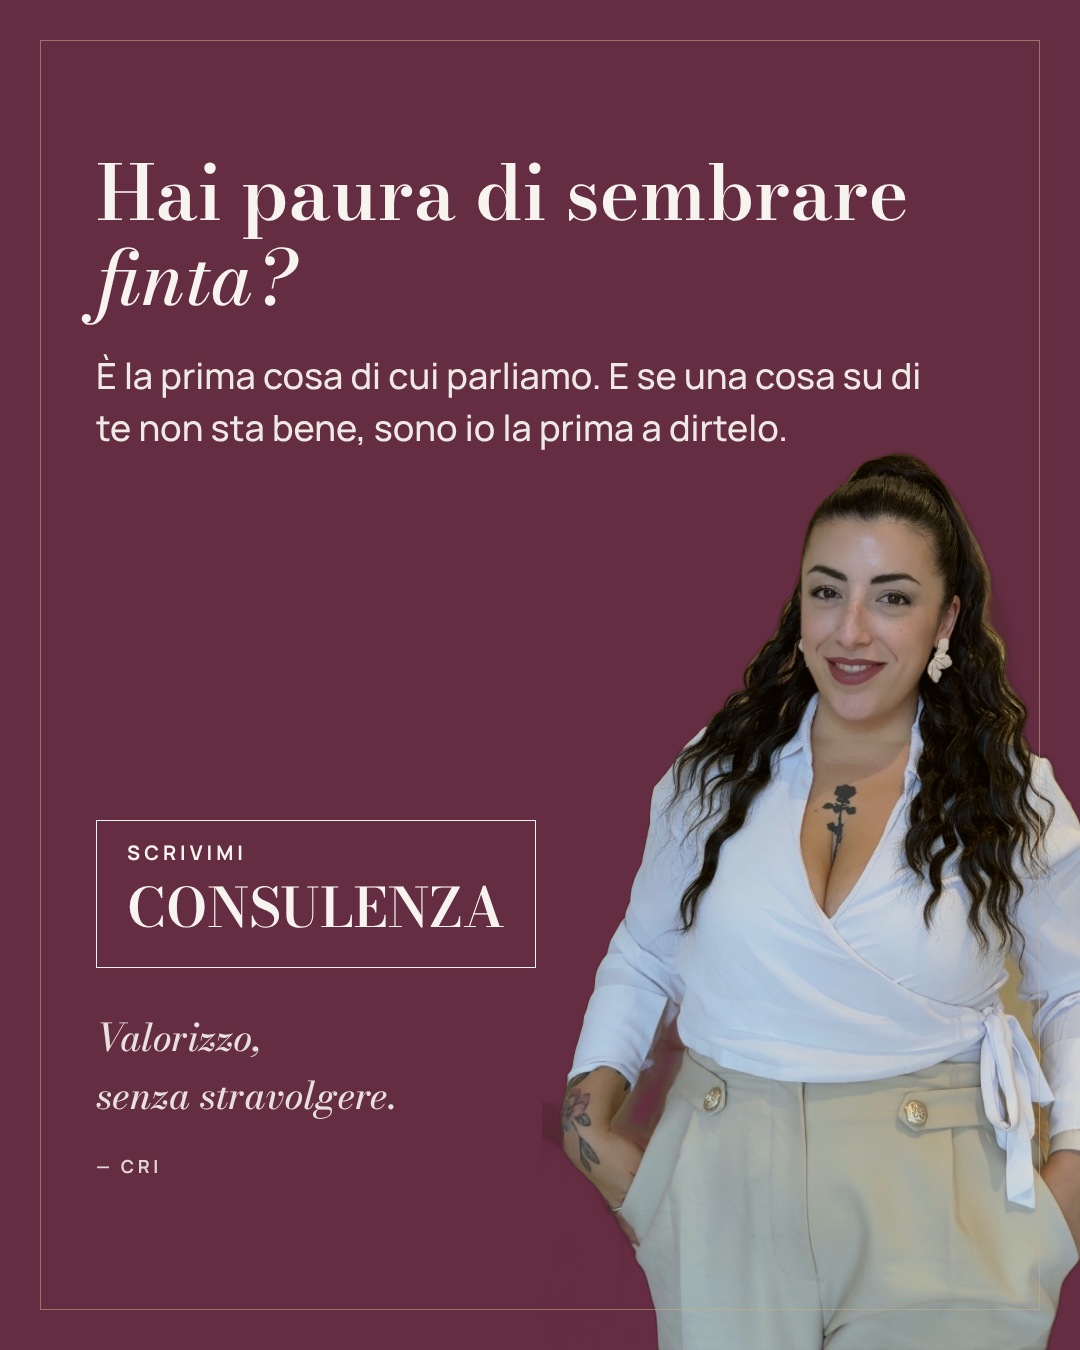 Hai paura di sembrare
finta?
È la prima cosa di cui parliamo. E se una cosa su di
te non sta bene, sono io la prima a dirtelo.
SCRIVIMI
CONSULENZA
Valorizzo,
senza stravolgere.
– CRI